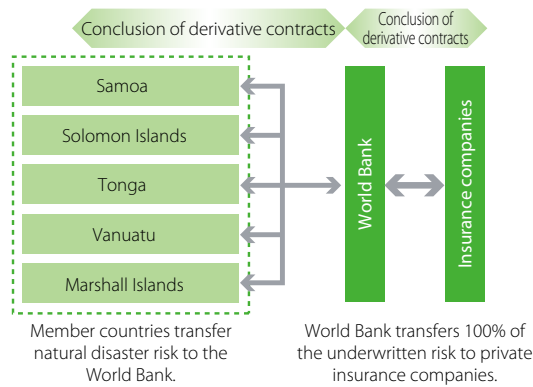 Conclusion of derivative contracts
Conclusion of
derivative contracts
Samoa
Solomon Islands
Tonga
Vanuatu
Marshall Islands
World Bank
Insurance companies
Member countries transfer
natural disaster risk to the
World Bank.
World Bank transfers 100% of
the underwritten risk to private
insurance companies.